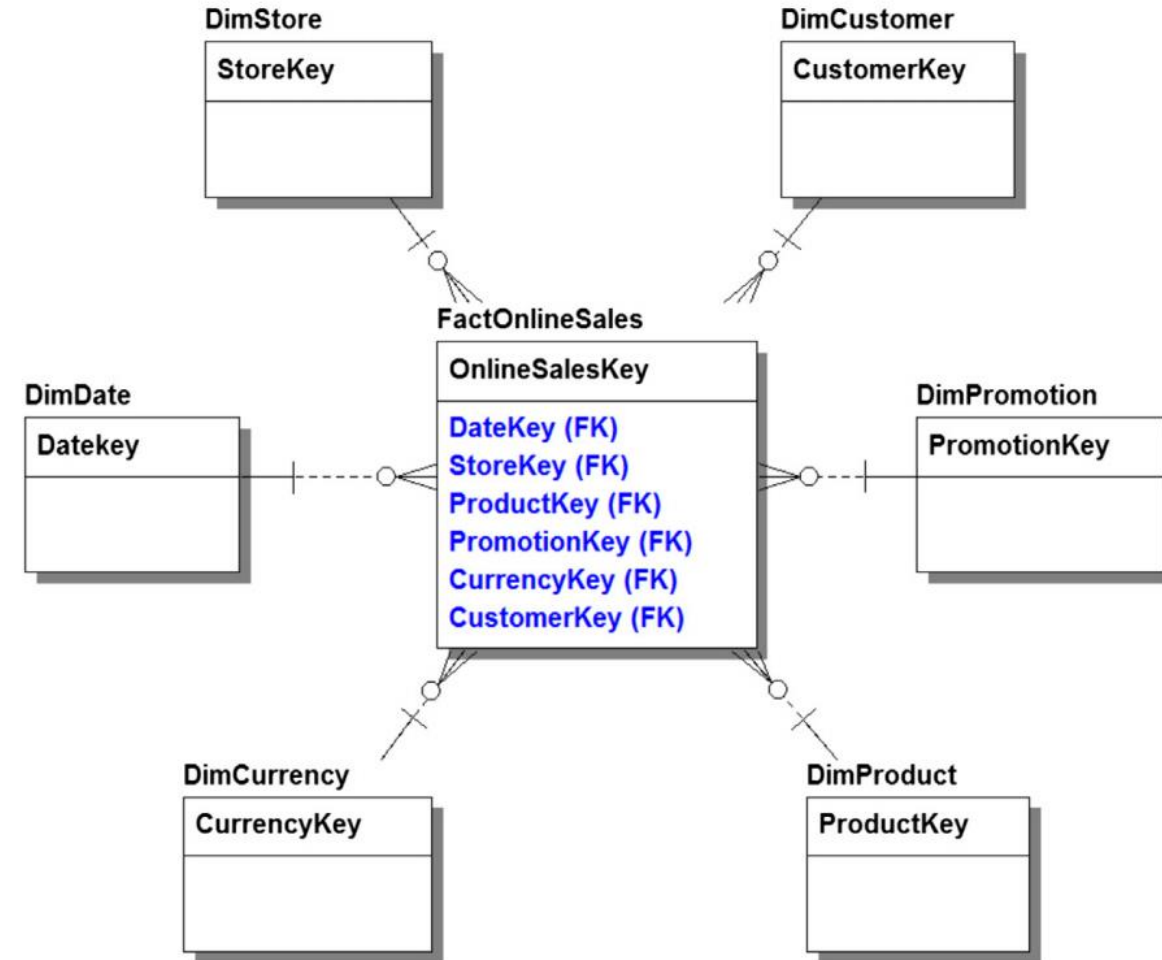 DimStore
StoreKey
DimCustomer
CustomerKey
FactOnlineSales
OnlineSalesKey
DateKey (FK)
StoreKey (FK)
ProductKey (FK)
PromotionKey (FK)
CurrencyKey (FK)
CustomerKey (FK)
DimDate
Datekey
DimPromotion
PromotionKey
DimCurrency
CurrencyKey
DimProduct
ProductKey